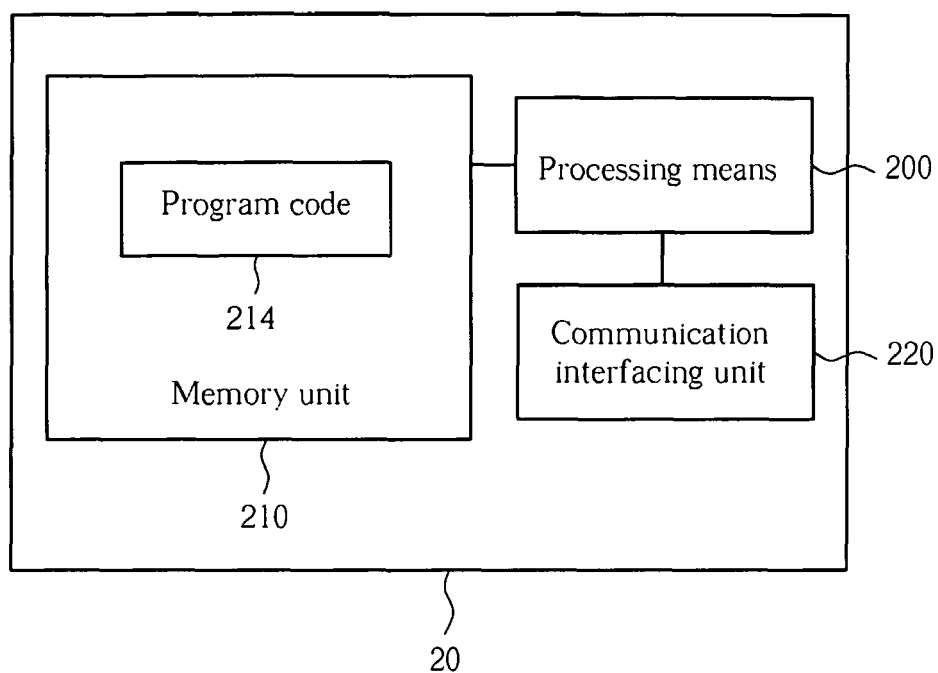 Program code
214
Memory unit
210
Processing means
200
Communication
interfacing unit
220
20